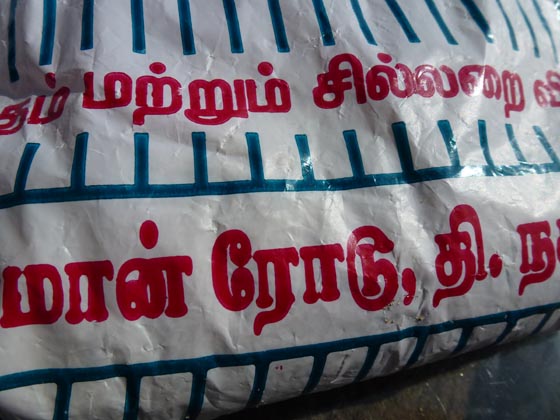 மற்றும் சில்லறை
மான் ரோடு, தி.